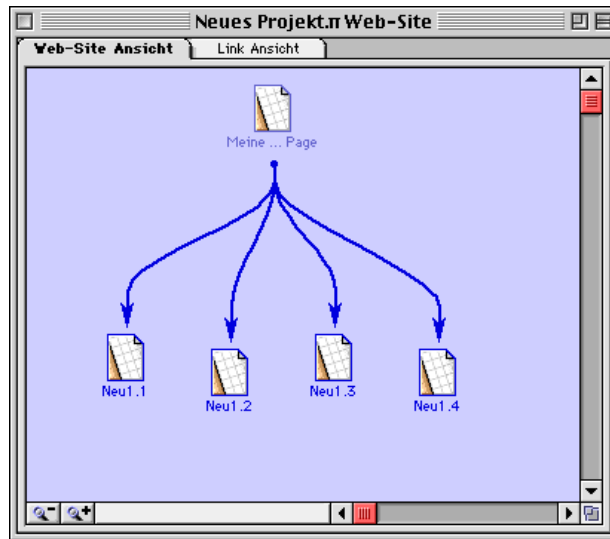 Neues Projekt.π Web-Site
Web-Site Ansicht
Link Ansicht
Meine ... Page
Neu1.1
Neu1.2
Neu1.3
Neu1.4